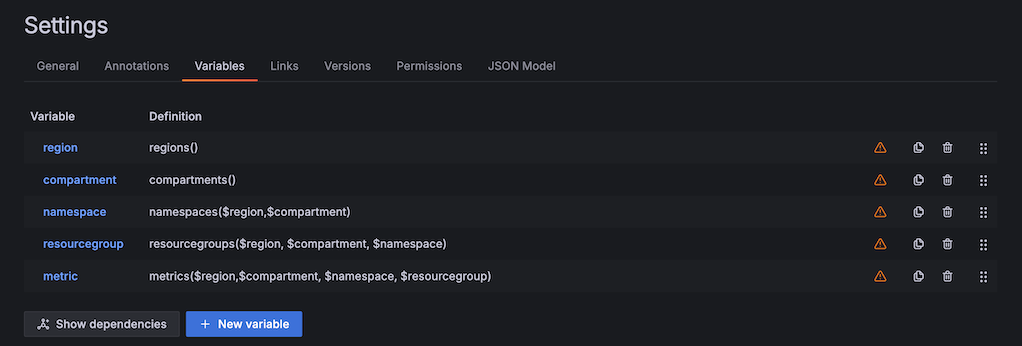 Settings
General Annotations Variables Links Versions Permissions JSON Model
Variable Definition
region regions()
compartment compartments()
namespace namespaces($region,$compartment)
resourcegroup resourcegroups($region, $compartment, $namespace)
metric metrics($region,$compartment, $namespace, $resourcegroup)
Show dependencies + New variable